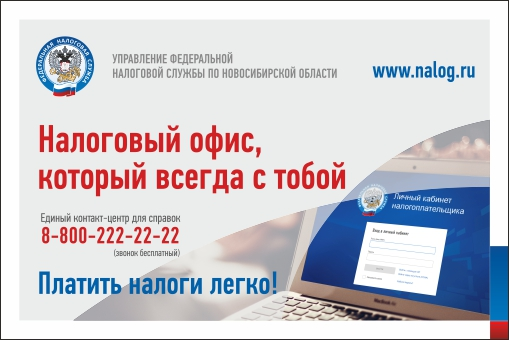 ФЕДЕРАЛЬНАЯ НАЛОГОВАЯ СЛУЖБА
УПРАВЛЕНИЕ ФЕДЕРАЛЬНОЙ
НАЛОГОВОЙ СЛУЖБЫ ПО НОВОСИБИРСКОЙ ОБЛАСТИ
www.nalog.ru
Налоговый офис,
который всегда с тобой
Личный кабинет
налогоплательщика
Вход в личный кабинет
Единый контакт-центр для справок
8-800-222-22-22
(звонок бесплатный)
Платить налоги легко!